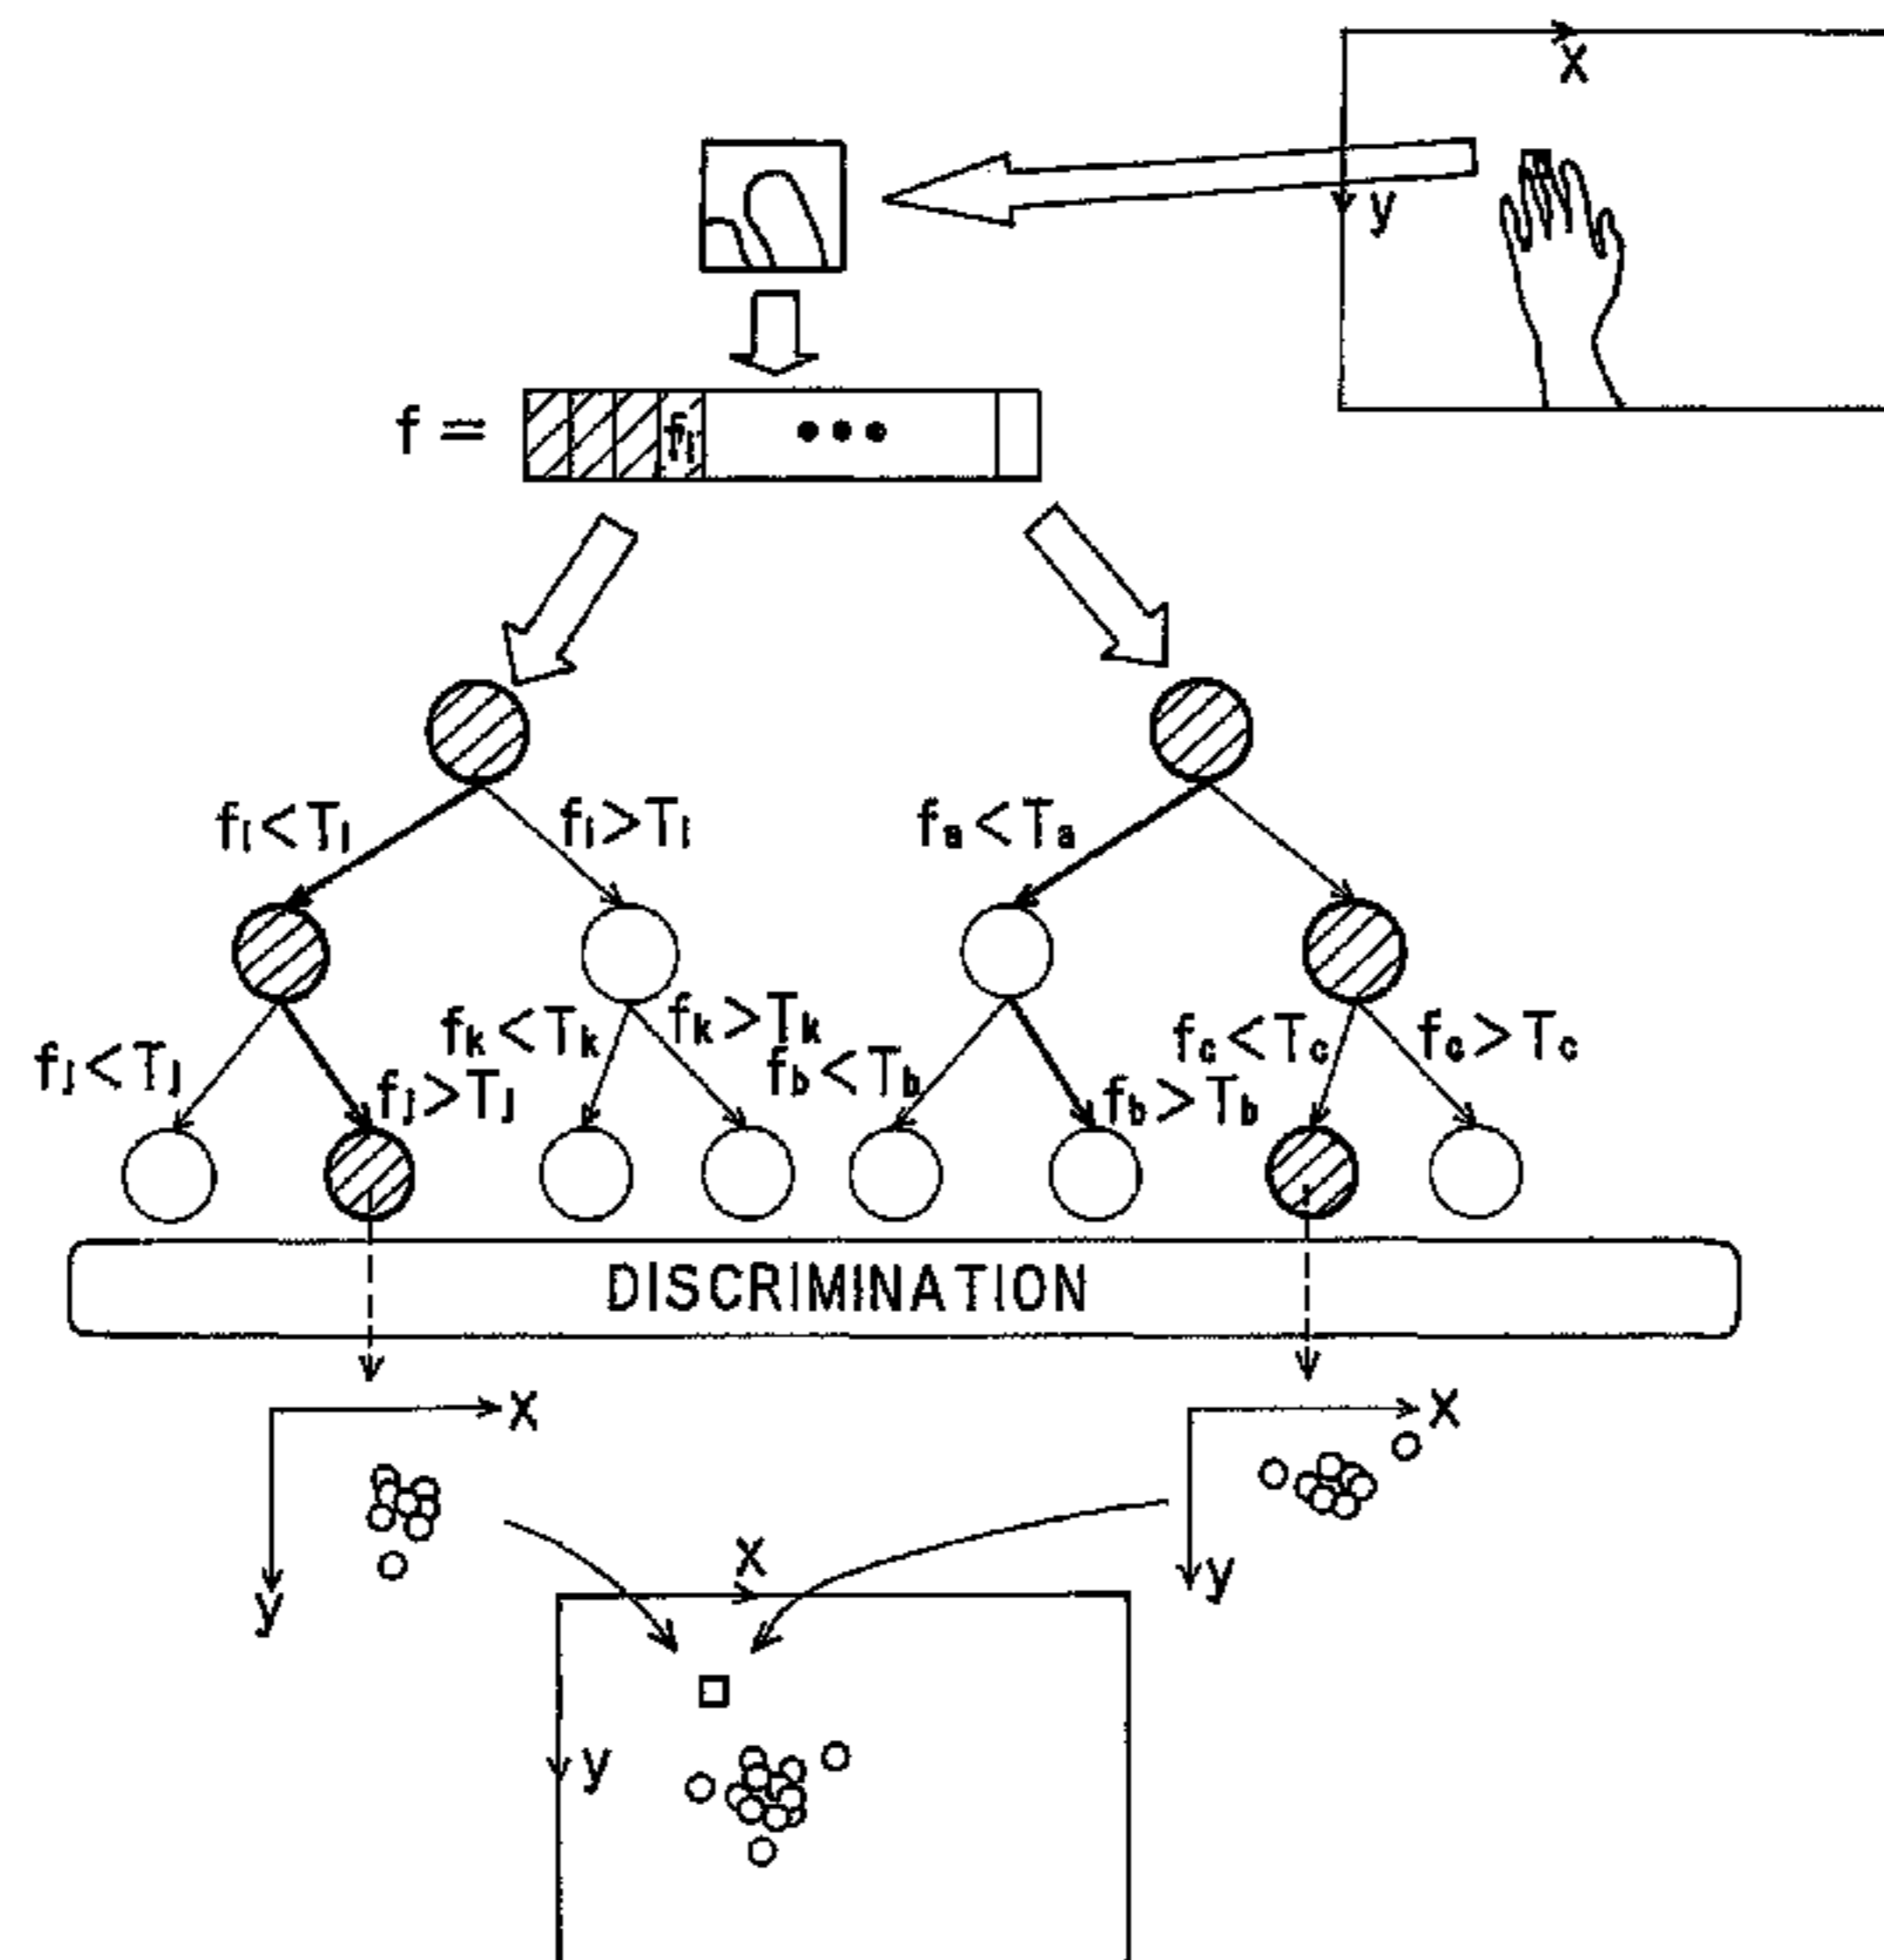 x
y
f =
fi
•••
fi<Ti
fi>Ti
fa<Ta
fj<Tj
fj>Tj
fk<Tk
fk>Tk
fb<Tb
fb>Tb
fc<Tc
fc>Tc
DISCRIMINATION
x
y
x
y
x
y